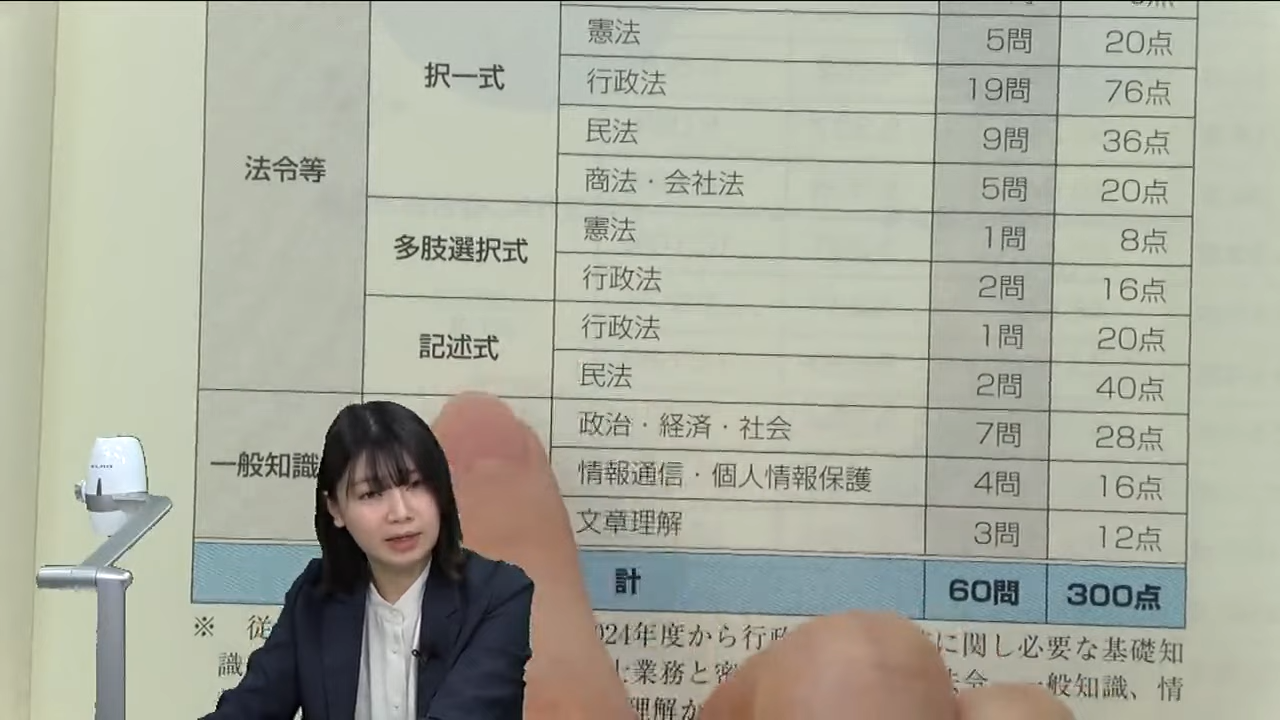 択一式
憲法 5問 20点
行政法 19問 76点
民法 9問 36点
商法・会社法 5問 20点
法令等
多肢選択式
憲法 1問 8点
行政法 2問 16点
記述式
行政法 1問 20点
民法 2問 40点
一般知識
政治・経済・社会 7問 28点
情報通信・個人情報保護 4問 16点
文章理解 3問 12点
計 60問 300点
※ 従 024年度から行政 に関し必要な基礎知
識 業務と密 一般知識、情
理解か